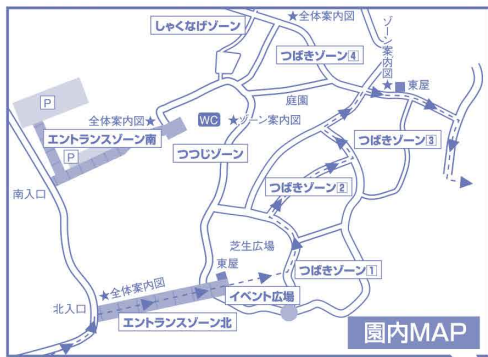 しゃくなげゾーン
★全体案内図
ゾーン案内図★
つばきゾーン④
東屋
P
庭園
全体案内図★
WC
★ゾーン案内図
エントランスゾーン南
P
つばきゾーン③
つつじゾーン
つばきゾーン②
南入口
芝生広場
東屋
つばきゾーン①
★全体案内図
イベント広場
北入口
エントランスゾーン北
園内MAP